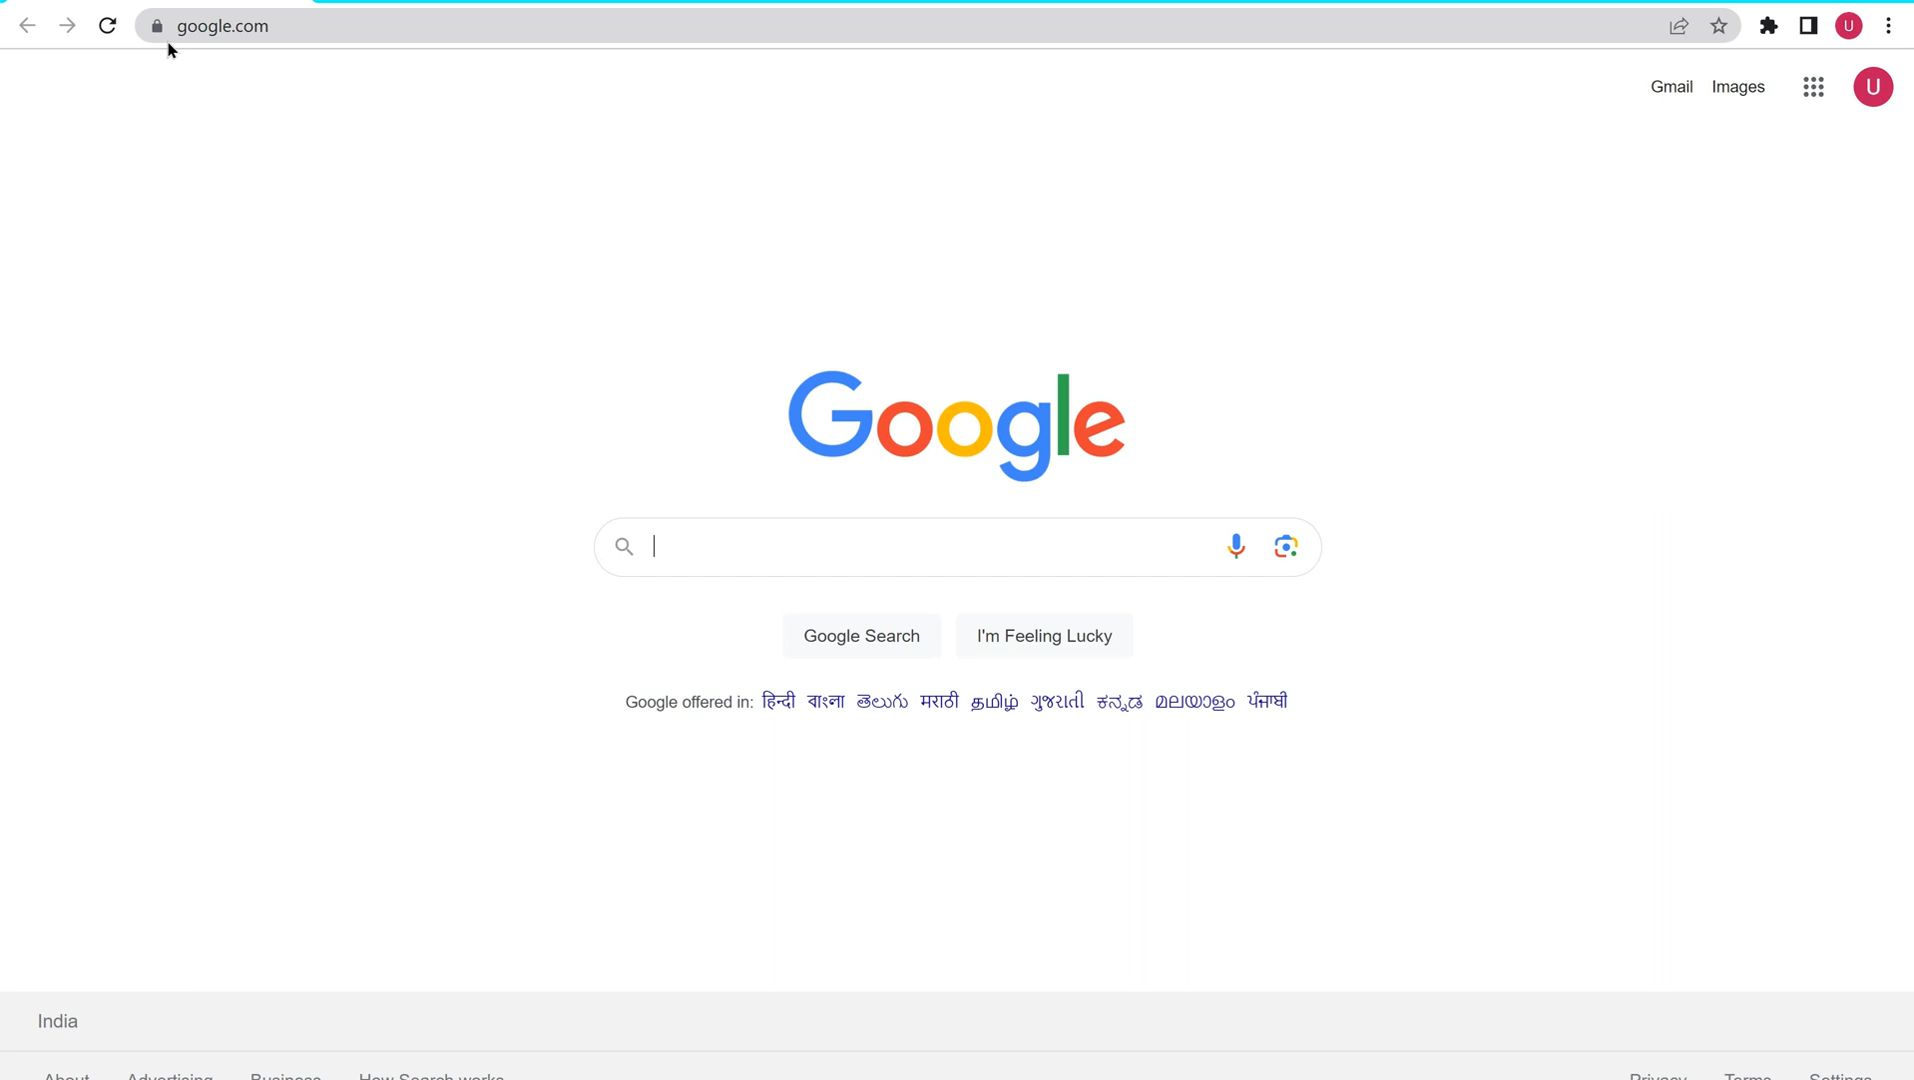 google.com
U
Gmail Images U
Google
Google Search I'm Feeling Lucky
Google offered in: हिन्दी বাংলা తెలుగు मराठी தமிழ் ગુજરાતી ಕನ್ನಡ മലയാളം ਪੰਜਾਬੀ
India
About Advertising Business How Search works Privacy Terms Settings